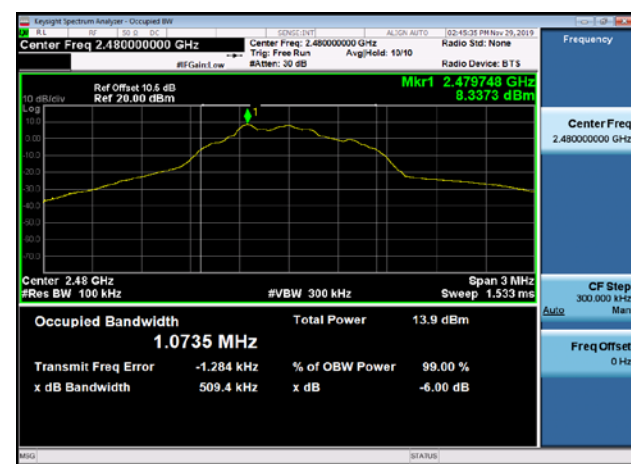 Keysight Spectrum Analyzer - Occupied BW
RL RF 50 Ω DC SENSE:INT ALIGN AUTO 02:45:35 PM Nov 29, 2019
Center Freq 2.480000000 GHz Center Freq: 2.480000000 GHz Radio Std: None Frequency
Trig: Free Run Avg|Hold: 10/10
#IFGain:Low #Atten: 30 dB Radio Device: BTS
Ref Offset 10.6 dB Mkr1 2.479748 GHz
10 dB/div Ref 20.00 dBm 8.3373 dBm
Log
1
10.0
0.00
-10.0
-20.0
-30.0
-40.0
-50.0
-60.0
-70.0
Center Freq
2.480000000 GHz
Center 2.48 GHz Span 3 MHz
#Res BW 100 kHz #VBW 300 kHz Sweep 1.533 ms
CF Step
300.000 kHz
Auto Man
Occupied Bandwidth Total Power 13.9 dBm
1.0735 MHz
Freq Offset
0 Hz
Transmit Freq Error -1.284 kHz % of OBW Power 99.00 %
x dB Bandwidth 509.4 kHz x dB -6.00 dB
MSG STATUS